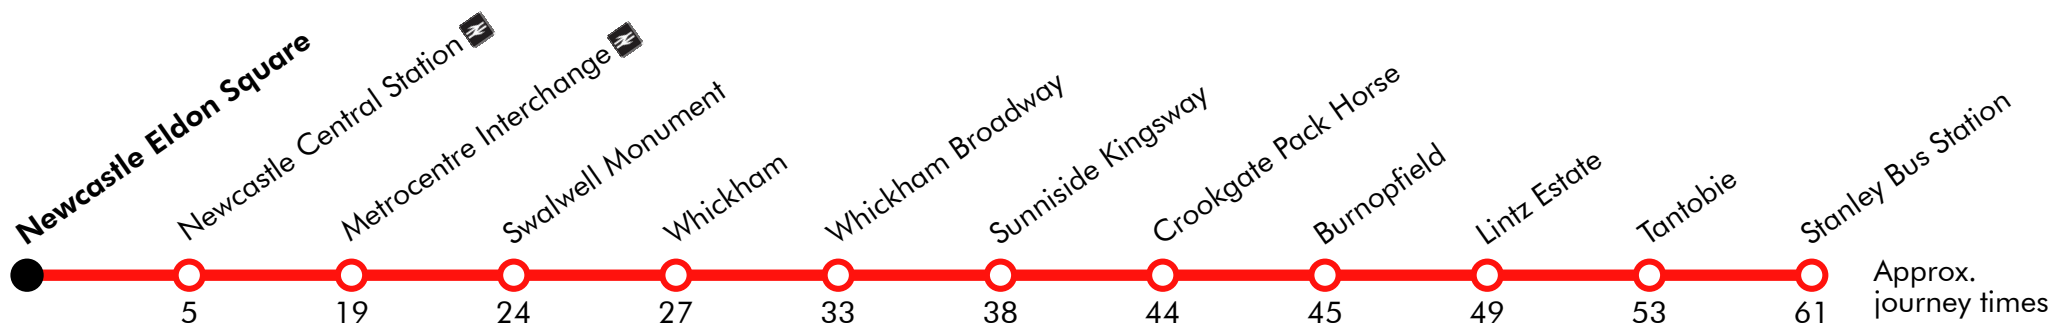 Newcastle Eldon Square
Newcastle Central Station
Metrocentre Interchange
Swalwell Monument
Whickham
Whickham Broadway
Sunniside Kingsway
Crookgate Pack Horse
Burnopfield
Lintz Estate
Tantobie
Stanley Bus Station
5
19
24
27
33
38
44
45
49
53
61
Approx.
journey times